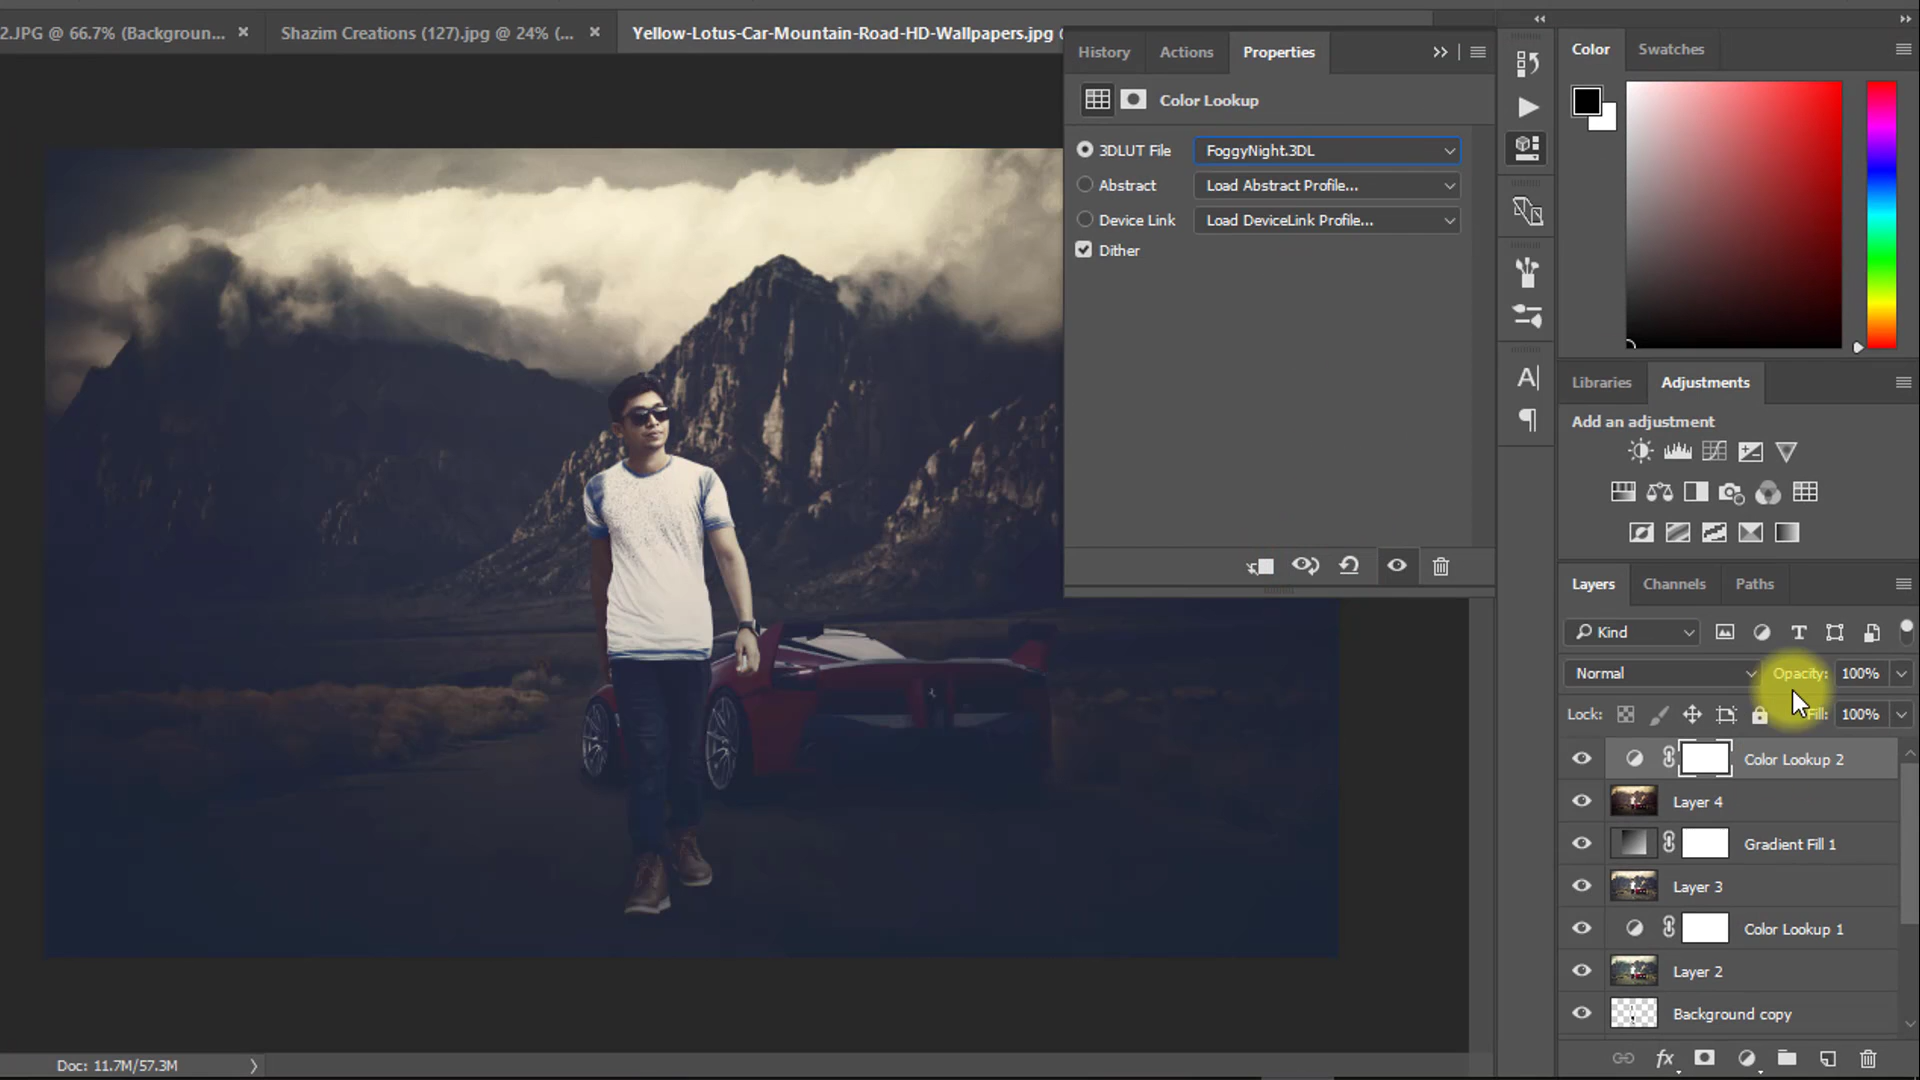 2.JPG @ 66.7% (Backgroun...
Shazim Creations (127).jpg @ 24% (...
Yellow-Lotus-Car-Mountain-Road-HD-Wallpapers.jpg
History
Actions
Properties
Color Lookup
3DLUT File
FoggyNight.3DL
Abstract
Load Abstract Profile...
Device Link
Load DeviceLink Profile...
Dither
Color
Swatches
Libraries
Adjustments
Add an adjustment
Layers
Channels
Paths
Kind
Normal
Opacity: 100%
Lock:
Fill: 100%
Color Lookup 2
Layer 4
Gradient Fill 1
Layer 3
Color Lookup 1
Layer 2
Background copy
fx
Doc: 11.7M/57.3M